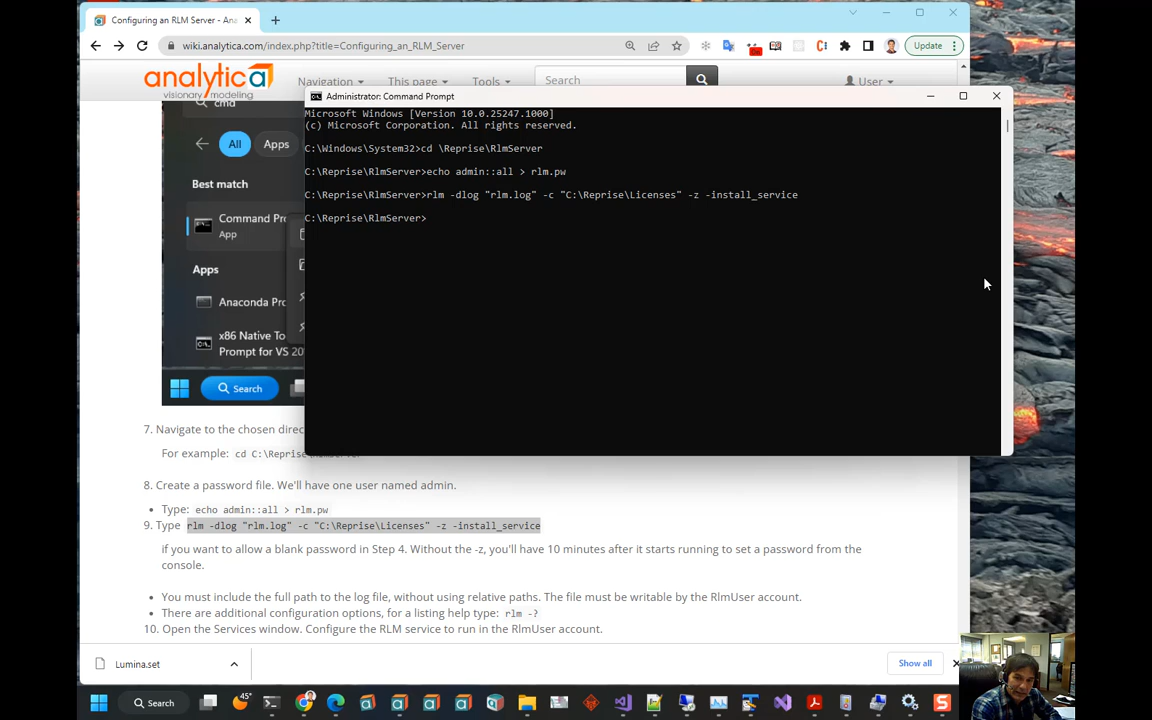 Configuring an RLM Server - Ana
wiki.analytica.com/index.php?title=Configuring_an_RLM_Server
Update
analytica
visionary modeling
Navigation
This page
Tools
Search
User
cmd
All
Apps
Best match
Command Pro
App
Apps
Anaconda Prc
x86 Native To
Prompt for VS 20
Search
Administrator: Command Prompt
Microsoft Windows [Version 10.0.25247.1000]
(c) Microsoft Corporation. All rights reserved.
C:\Windows\System32>cd \Reprise\RlmServer
C:\Reprise\RlmServer>echo admin::all > rlm.pw
C:\Reprise\RlmServer>rlm -dlog "rlm.log" -c "C:\Reprise\Licenses" -z -install_service
C:\Reprise\RlmServer>
7. Navigate to the chosen direc
For example: cd C:\Reprise
8. Create a password file. We'll have one user named admin.
• Type: echo admin::all > rlm.pw
9. Type rlm -dlog "rlm.log" -c "C:\Reprise\Licenses" -z -install_service
if you want to allow a blank password in Step 4. Without the -z, you'll have 10 minutes after it starts running to set a password from the
console.
• You must include the full path to the log file, without using relative paths. The file must be writable by the RlmUser account.
• There are additional configuration options, for a listing help type: rlm -?
10. Open the Services window. Configure the RLM service to run in the RlmUser account.
Lumina.set
Show all
45°
Search